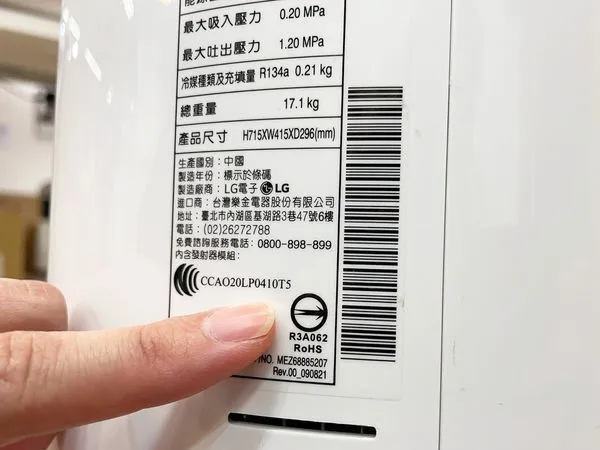 最大吸入壓力 0.20 MPa
最大吐出壓力 1.20 MPa
冷媒種類及充填量 R134a 0.21 kg
總重量 17.1 kg
產品尺寸 H715XW415XD296(mm)
生產國別：中國
製造年份：標示於條碼
製造廠商：LG電子 LG
進口商：台灣樂金電器股份有限公司
地址：臺北市內湖區基湖路3巷47號6樓
電話：(02)26272788
免費諮詢服務電話：0800-898-899
內含發射器模組：
CCAO20LP0410T5
R3A062
RoHS
/NO. MEZ68885207
Rev.00_090821